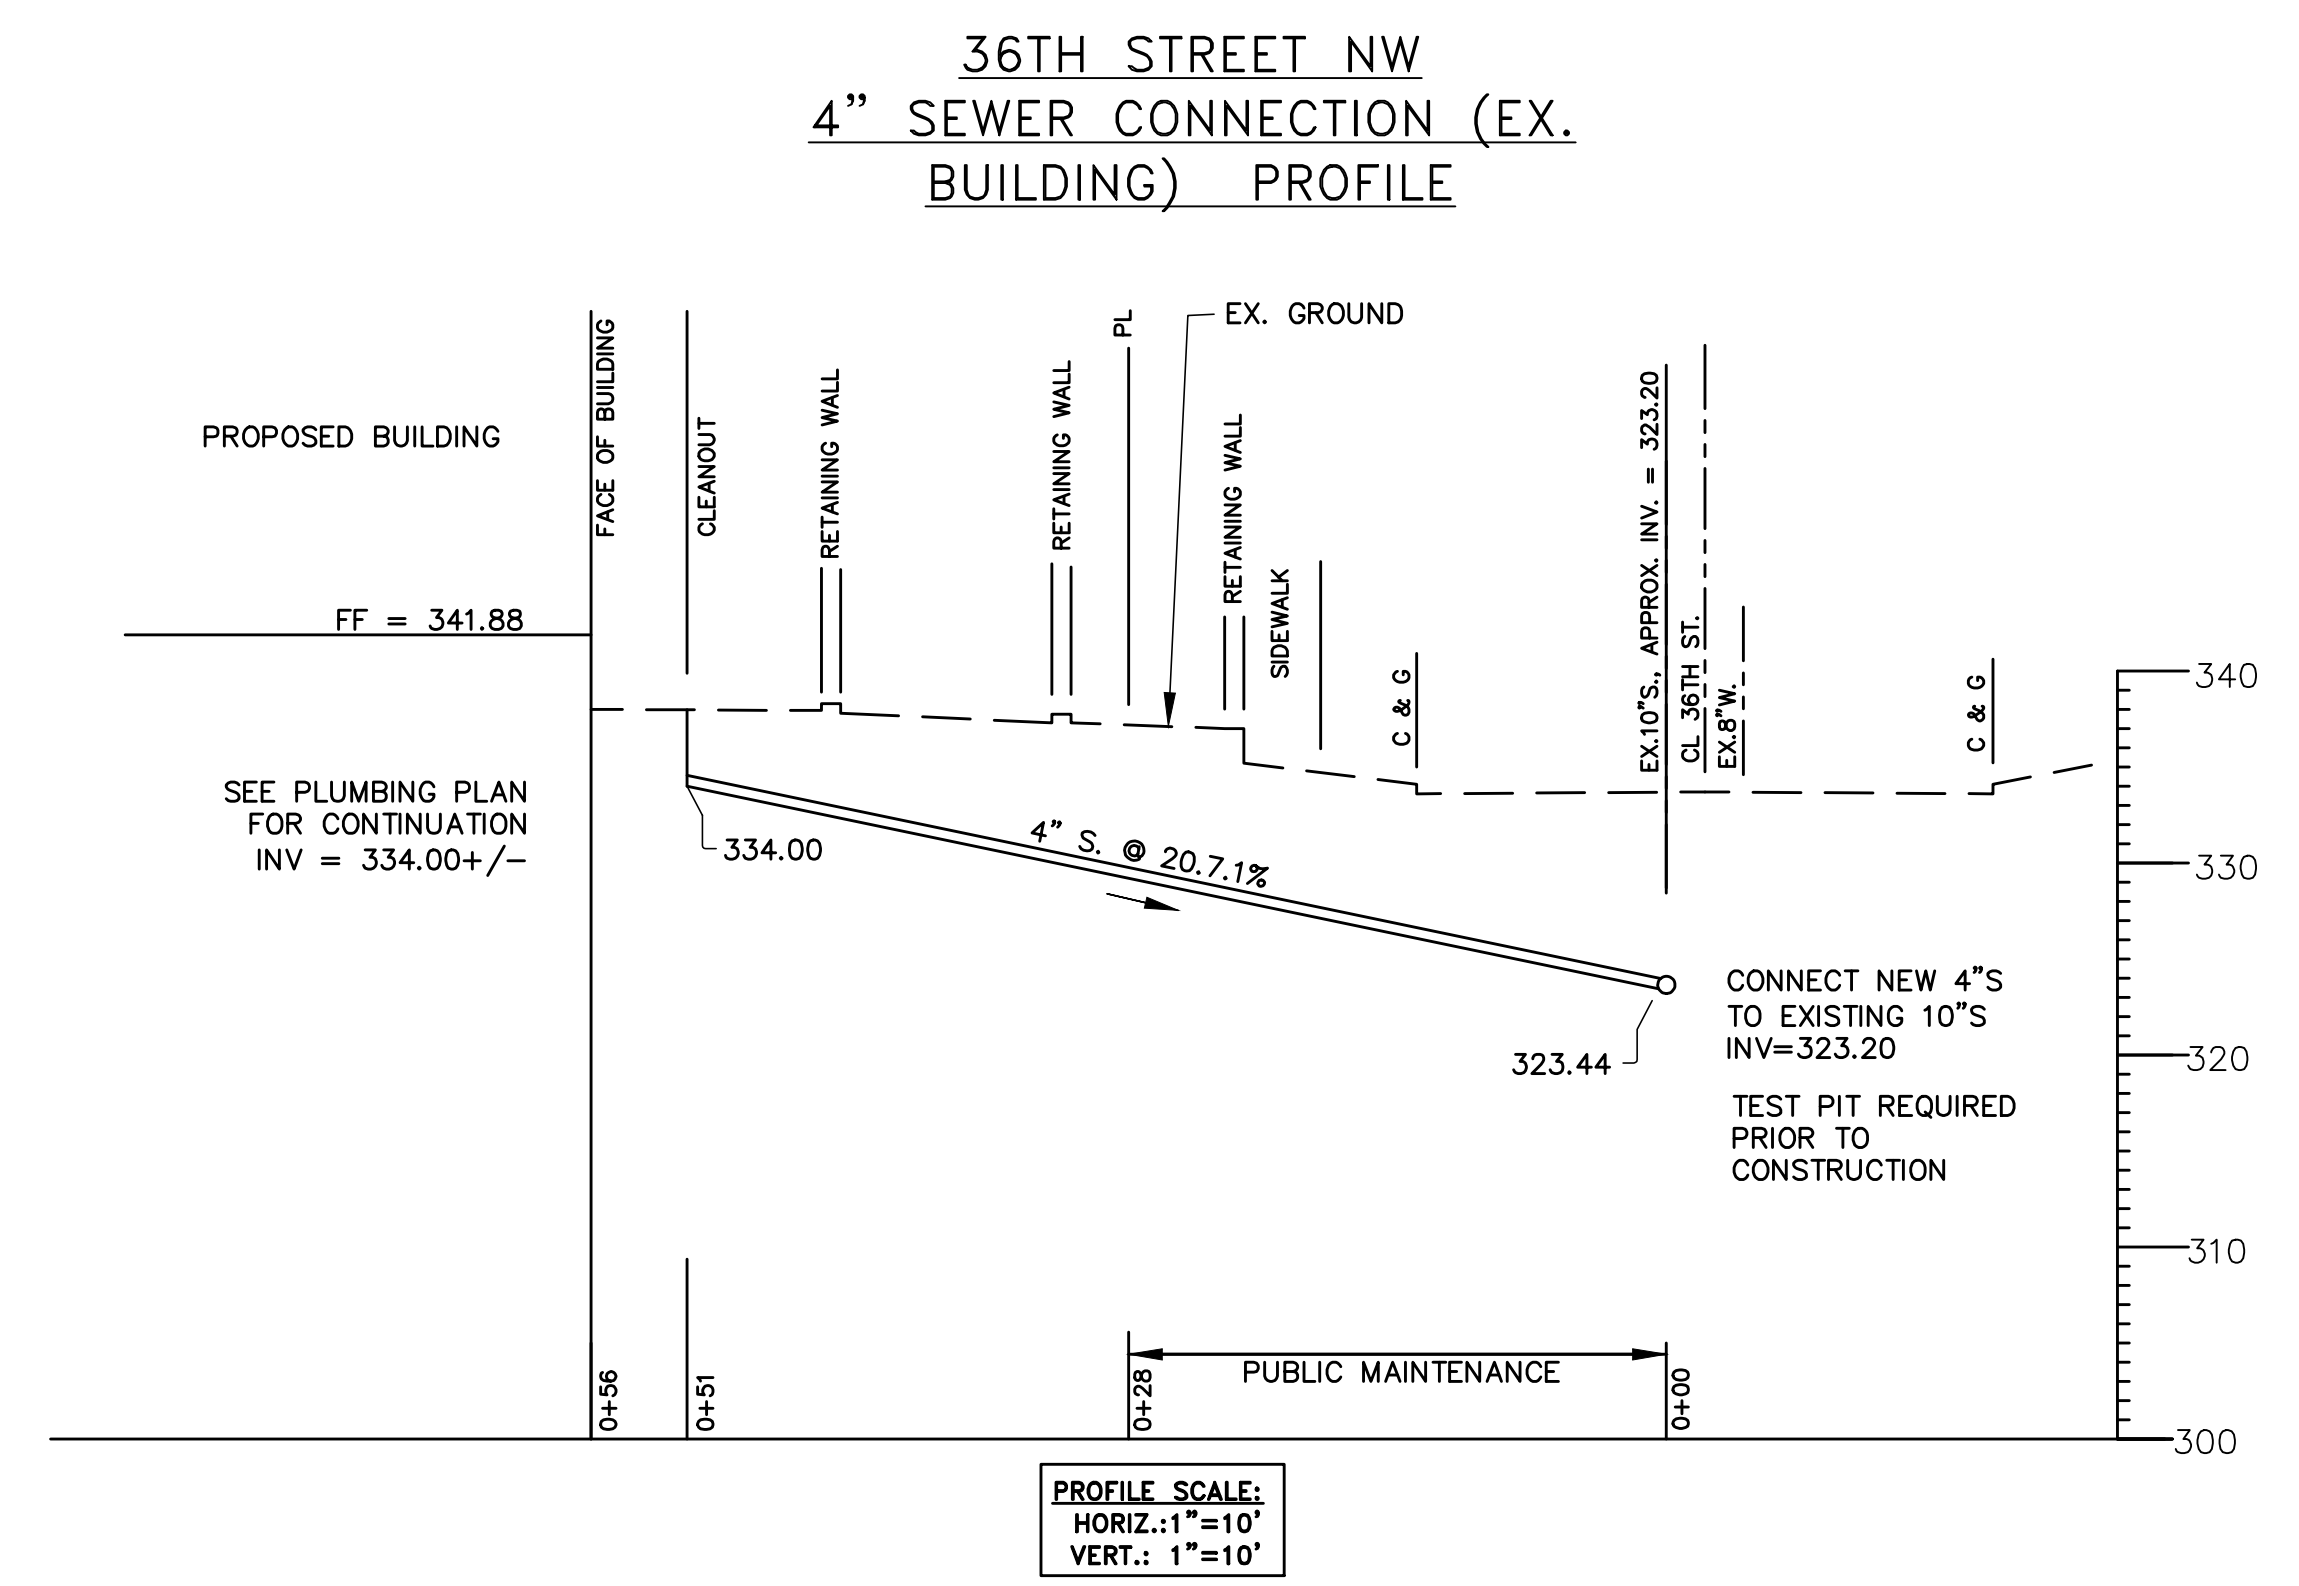 36TH STREET NW
4" SEWER CONNECTION (EX.
BUILDING) PROFILE
PROPOSED BUILDING
FF = 341.88
SEE PLUMBING PLAN
FOR CONTINUATION
INV = 334.00+/-
FACE OF BUILDING
CLEANOUT
RETAINING WALL
RETAINING WALL
PL
EX. GROUND
RETAINING WALL
SIDEWALK
C & G
EX.10"S., APPROX. INV. = 323.20
CL 36TH ST.
EX.8"W.
C & G
334.00
4" S. @ 20.7.1%
323.44
CONNECT NEW 4"S
TO EXISTING 10"S
INV=323.20
TEST PIT REQUIRED
PRIOR TO
CONSTRUCTION
340
330
320
310
300
0+56
0+51
0+28
PUBLIC MAINTENANCE
0+00
PROFILE SCALE:
HORIZ.:1"=10'
VERT.: 1"=10'